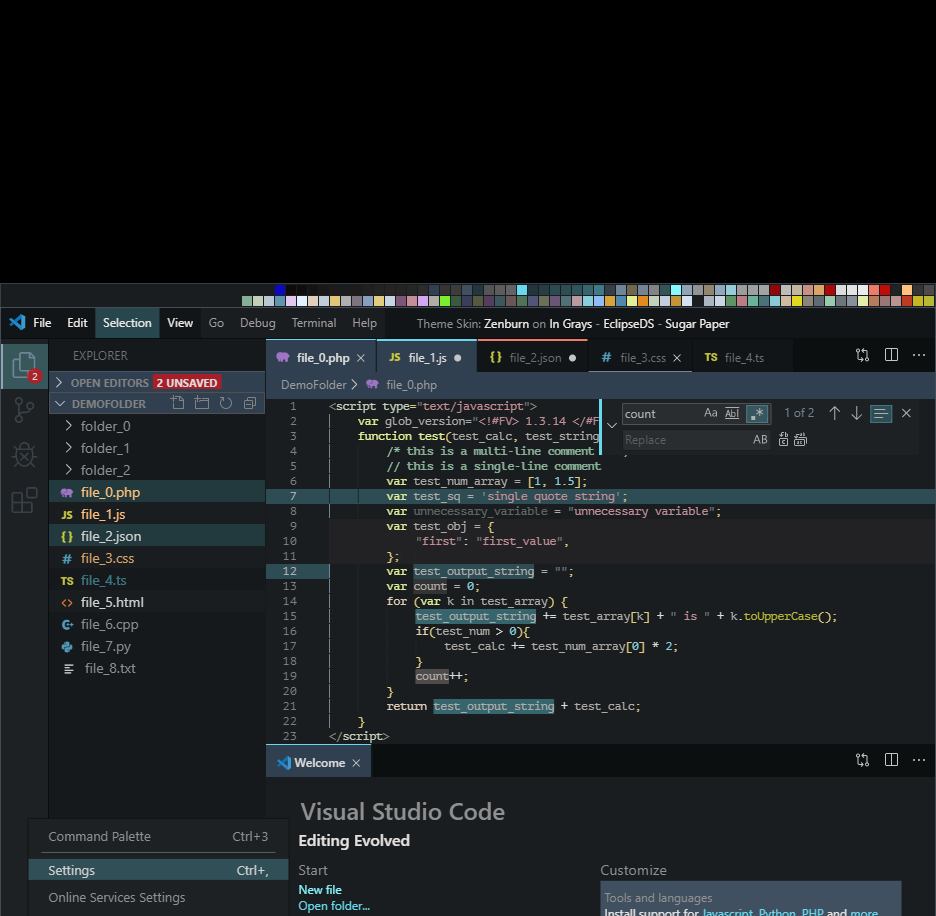 File Edit Selection View Go Debug Terminal Help Theme Skin: Zenburn on In Grays - EclipseDS - Sugar Paper
2
EXPLORER
OPEN EDITORS 2 UNSAVED
DEMOFOLDER
folder_0
folder_1
folder_2
file_0.php
JS file_1.js
{} file_2.json
# file_3.css
TS file_4.ts
<> file_5.html
file_6.cpp
file_7.py
file_8.txt
file_0.php × JS file_1.js ● {} file_2.json ● # file_3.css × TS file_4.ts
DemoFolder > file_0.php
count Aa Abl .* 1 of 2
Replace AB
1 <script type="text/javascript">
2 var glob_version="<!#FV> 1.3.14 </#F
3 function test(test_calc, test_string
4 /* this is a multi-line comment
5 // this is a single-line comment
6 var test_num_array = [1, 1.5];
7 var test_sq = 'single quote string';
8 var unnecessary_variable = "unnecessary variable";
9 var test_obj = {
10 "first": "first_value",
11 };
12 var test_output_string = "";
13 var count = 0;
14 for (var k in test_array) {
15 test_output_string += test_array[k] + " is " + k.toUpperCase();
16 if(test_num > 0){
17 test_calc += test_num_array[0] * 2;
18 }
19 count++;
20 }
21 return test_output_string + test_calc;
22 }
23 </script>
Welcome ×
Visual Studio Code
Editing Evolved
Start
New file
Open folder...
Customize
Tools and languages
Install support for Javascript, Python, PHP and more
Command Palette Ctrl+3
Settings Ctrl+,
Online Services Settings